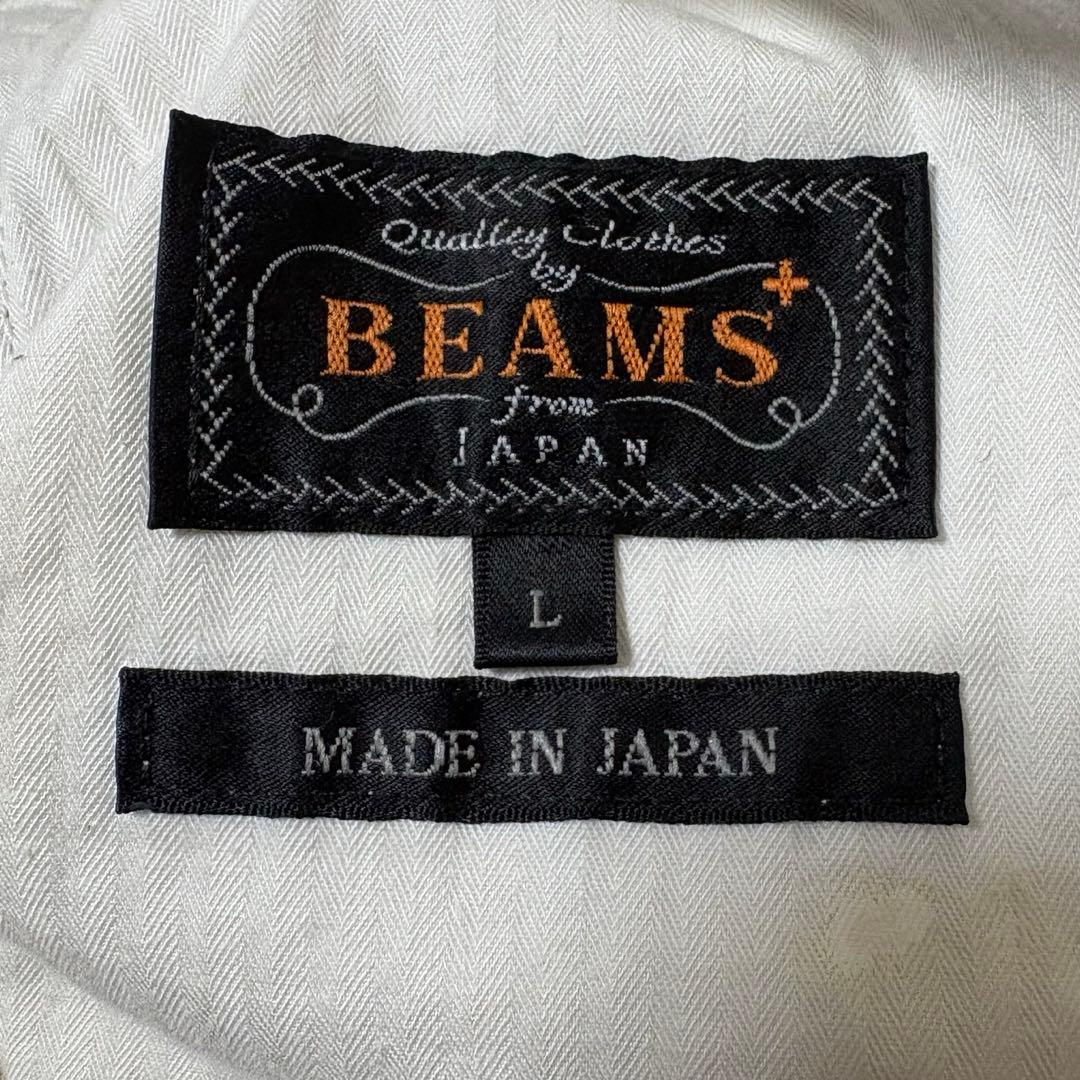 Quality Clothes
by
BEAMS+
from
JAPAN
L
MADE IN JAPAN